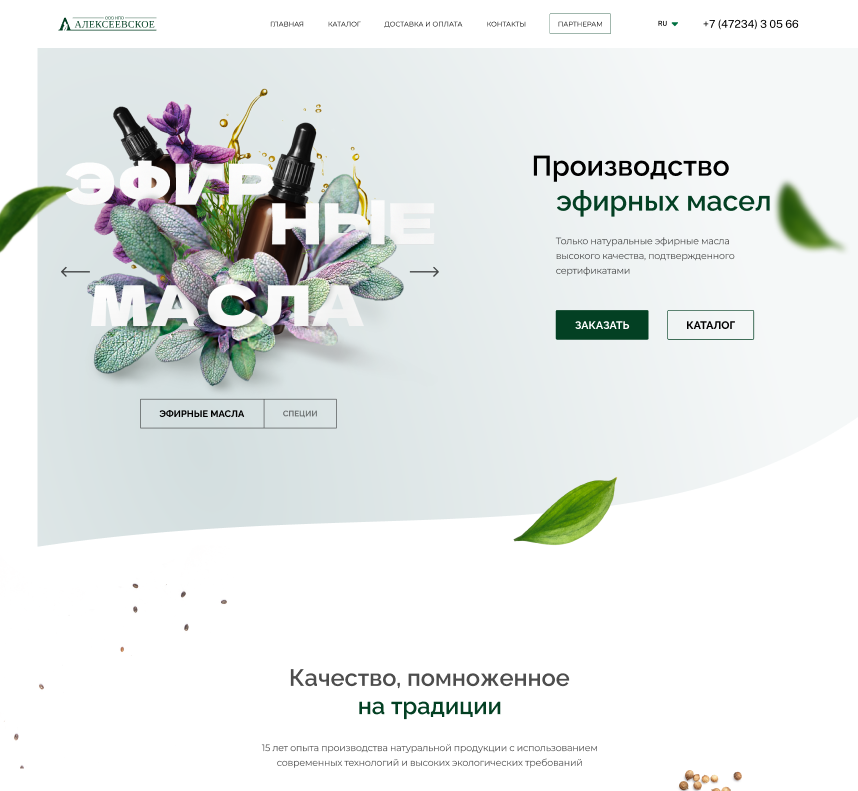 ООО НПО
АЛЕКСЕЕВСКОЕ
ГЛАВНАЯ
КАТАЛОГ
ДОСТАВКА И ОПЛАТА
КОНТАКТЫ
ПАРТНЕРАМ
RU
+7 (47234) 3 05 66
ЭФИР
НЫЕ
МАСЛА
ЭФИРНЫЕ МАСЛА
СПЕЦИИ
Производство
эфирных масел
Только натуральные эфирные масла
высокого качества, подтвержденного
сертификатами
ЗАКАЗАТЬ
КАТАЛОГ
Качество, помноженное
на традиции
15 лет опыта производства натуральной продукции с использованием
современных технологий и высоких экологических требований